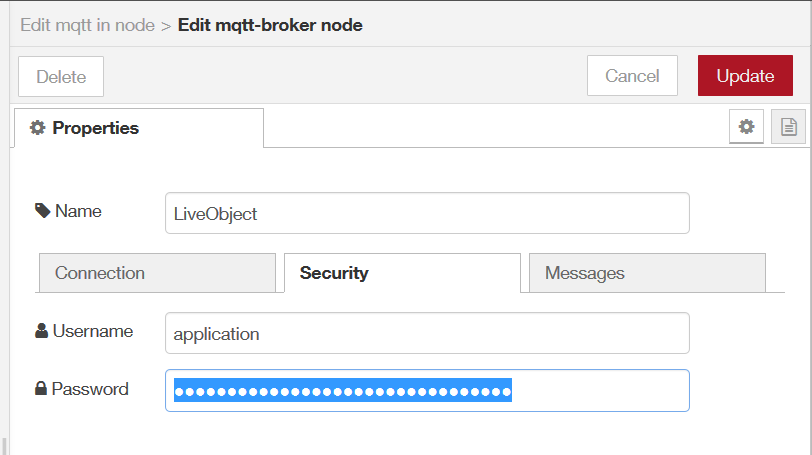 Edit mqtt in node > Edit mqtt-broker node
Delete
Cancel
Update
Properties
Name
LiveObject
Connection
Security
Messages
Username
application
Password
••••••••••••••••••••••••••••••••